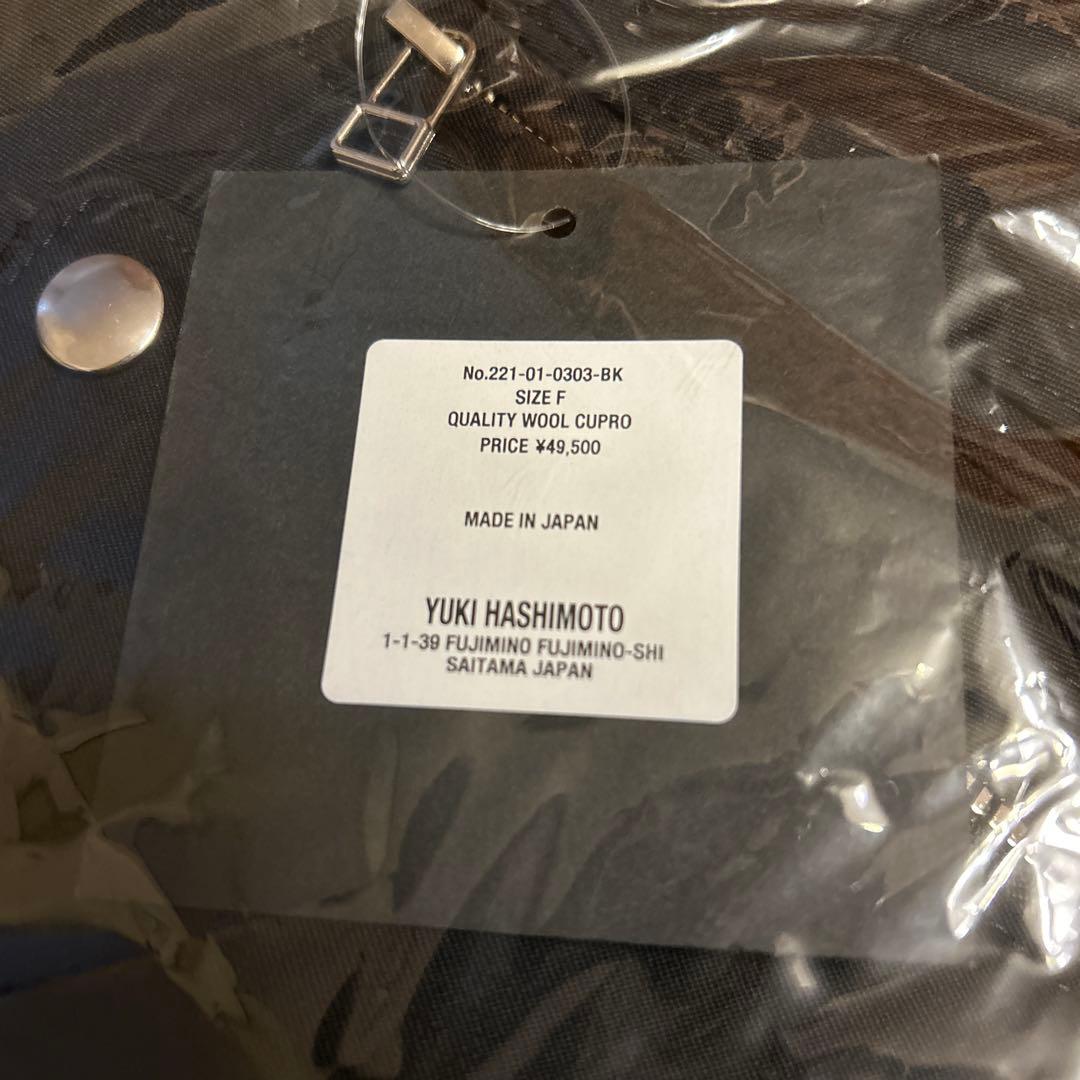 No.221-01-0303-BK
SIZE F
QUALITY WOOL CUPRO
PRICE ¥49,500
MADE IN JAPAN
YUKI HASHIMOTO
1-1-39 FUJIMINO FUJIMINO-SHI
SAITAMA JAPAN